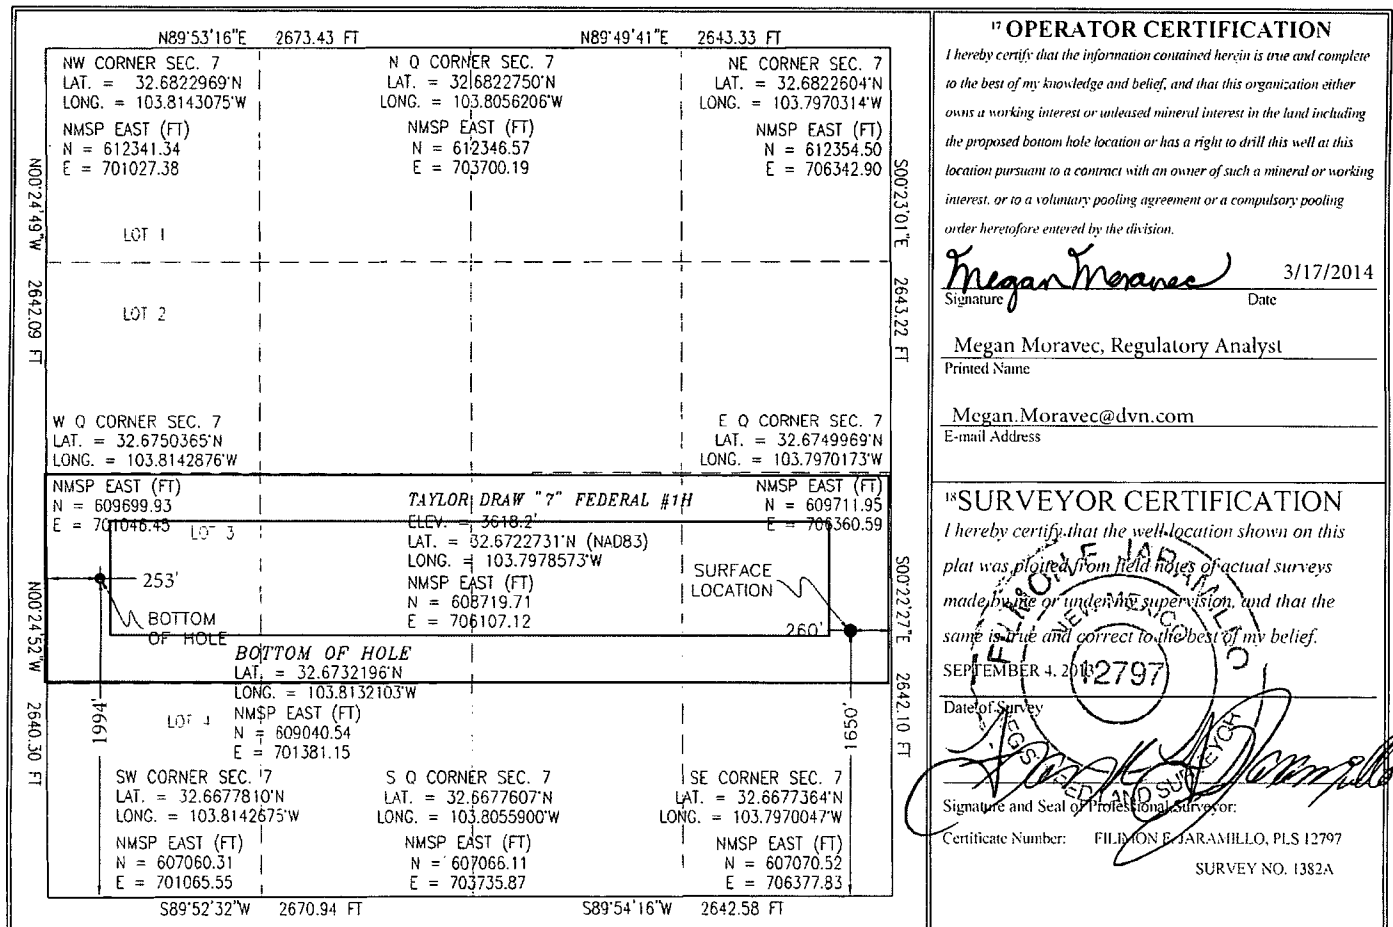 N89°53'16"E 2673.43 FT
N89°49'41"E 2643.33 FT
NW CORNER SEC. 7
LAT. = 32.6822969°N
LONG. = 103.8143075°W
NMSP EAST (FT)
N = 612341.34
E = 701027.38
N Q CORNER SEC. 7
LAT. = 32.6822750°N
LONG. = 103.8056206°W
NMSP EAST (FT)
N = 612346.57
E = 703700.19
NE CORNER SEC. 7
LAT. = 32.6822604°N
LONG. = 103.7970314°W
NMSP EAST (FT)
N = 612354.50
E = 706342.90
N00°24'49"W 2642.09 FT
S00°23'01"E 2643.22 FT
LOT 1
LOT 2
W Q CORNER SEC. 7
LAT. = 32.6750365°N
LONG. = 103.8142876°W
NMSP EAST (FT)
N = 609699.93
E = 701046.45
E Q CORNER SEC. 7
LAT. = 32.6749969°N
LONG. = 103.7970173°W
NMSP EAST (FT)
N = 609711.95
E = 706360.59
LOT 3
TAYLOR DRAW "7" FEDERAL #1H
ELEV. = 3618.2'
LAT. = 32.6722731°N (NAD83)
LONG. = 103.7978573°W
NMSP EAST (FT)
N = 608719.71
E = 706107.12
253'
BOTTOM
OF HOLE
SURFACE
LOCATION
260'
BOTTOM OF HOLE
LAT. = 32.6732196°N
LONG. = 103.8132103°W
NMSP EAST (FT)
N = 609040.54
E = 701381.15
N00°24'52"W 2640.30 FT
S00°22'27"E 2642.10 FT
1994'
LOT 4
1650'
SW CORNER SEC. 7
LAT. = 32.6677810°N
LONG. = 103.8142675°W
NMSP EAST (FT)
N = 607060.31
E = 701065.55
S Q CORNER SEC. 7
LAT. = 32.6677607°N
LONG. = 103.8055900°W
NMSP EAST (FT)
N = 607066.11
E = 703735.87
SE CORNER SEC. 7
LAT. = 32.6677364°N
LONG. = 103.7970047°W
NMSP EAST (FT)
N = 607070.52
E = 706377.83
S89°52'32"W 2670.94 FT
S89°54'16"W 2642.58 FT
17 OPERATOR CERTIFICATION
I hereby certify that the information contained herein is true and complete
to the best of my knowledge and belief, and that this organization either
owns a working interest or unleased mineral interest in the land including
the proposed bottom hole location or has a right to drill this well at this
location pursuant to a contract with an owner of such a mineral or working
interest, or to a voluntary pooling agreement or a compulsory pooling
order heretofore entered by the division.
Megan Moravec 3/17/2014
Signature Date
Megan Moravec, Regulatory Analyst
Printed Name
Megan.Moravec@dvn.com
E-mail Address
18 SURVEYOR CERTIFICATION
I hereby certify that the well location shown on this
plat was plotted from field notes of actual surveys
made by me or under my supervision, and that the
same is true and correct to the best of my belief.
SEPTEMBER 4, 2013
Date of Survey
FILIMON F. JARAMILLO
NEW MEXICO
12797
REGISTERED LAND SURVEYOR
Signature and Seal of Professional Surveyor:
Certificate Number: FILIMON F. JARAMILLO, PLS 12797
SURVEY NO. 1382A